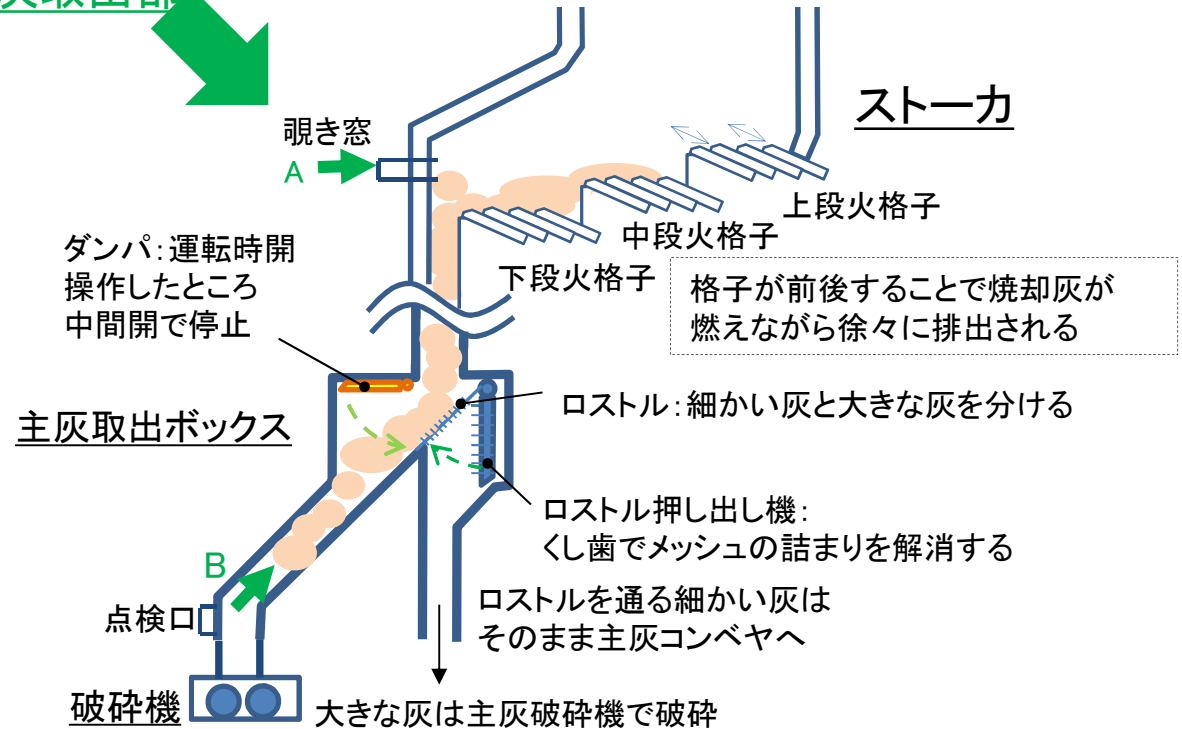 灰取出部
ストーカ
覗き窓
A
上段火格子
中段火格子
下段火格子
ダンパ：運転時開
操作したところ
中間開で停止
格子が前後することで焼却灰が
燃えながら徐々に排出される
主灰取出ボックス
ロストル：細かい灰と大きな灰を分ける
ロストル押し出し機：
くし歯でメッシュの詰まりを解消する
B
点検口
ロストルを通る細かい灰は
そのまま主灰コンベヤへ
破砕機
大きな灰は主灰破砕機で破砕